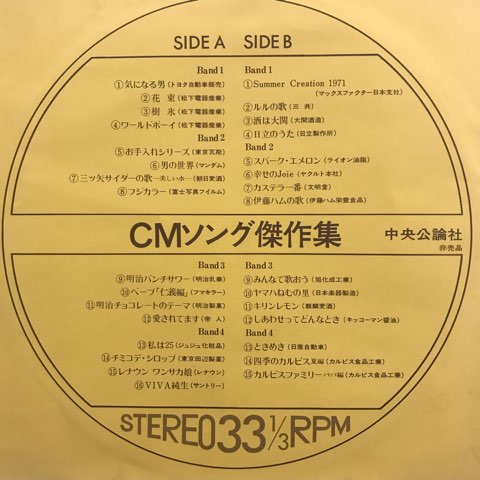 SIDE A SIDE B
Band 1
①気になる男(トヨタ自動車販売)
②花束(松下電器産業)
③樹氷(松下電器産業)
④ワールドボーイ(松下電器産業)
Band 2
⑤お手入れシリーズ(東京瓦斯)
⑥男の世界(マンダム)
⑦三ツ矢サイダーの歌―美しい水―(朝日麦酒)
⑧フジカラー(富士写真フイルム)
Band 1
①Summer Creation 1971
(マックスファクター日本支社)
②ルルの歌(三共)
③酒は大関(大関酒造)
④日立のうた(日立製作所)
Band 2
⑤スパーク・エメロン(ライオン油脂)
⑥幸せのJoie(ヤクルト本社)
⑦カステラ一番(文明堂)
⑧伊藤ハムの歌(伊藤ハム栄養食品)
CMソング傑作集
中央公論社
非売品
Band 3
⑨明治パンチサワー(明治乳業)
⑩ベープ「仁義編」(フマキラー)
⑪明治チョコレートのテーマ(明治製菓)
⑫愛されてます(帝人)
Band 4
⑬私は25(ジュジュ化粧品)
⑭チミコデ・シロップ(東京田辺製薬)
⑮レナウン ワンサカ娘(レナウン)
⑯VIVA純生(サントリー)
Band 3
⑨みんなで歌おう(旭化成工業)
⑩ヤマハねむの里(日本楽器製造)
⑪キリンレモン(麒麟麦酒)
⑫しあわせってどんなとき(キッコーマン醤油)
Band 4
⑬ときめき(日産自動車)
⑭四季のカルピス夏編(カルピス食品工業)
⑮カルピスファミリーパパ編(カルピス食品工業)
STEREO33 1/3 RPM